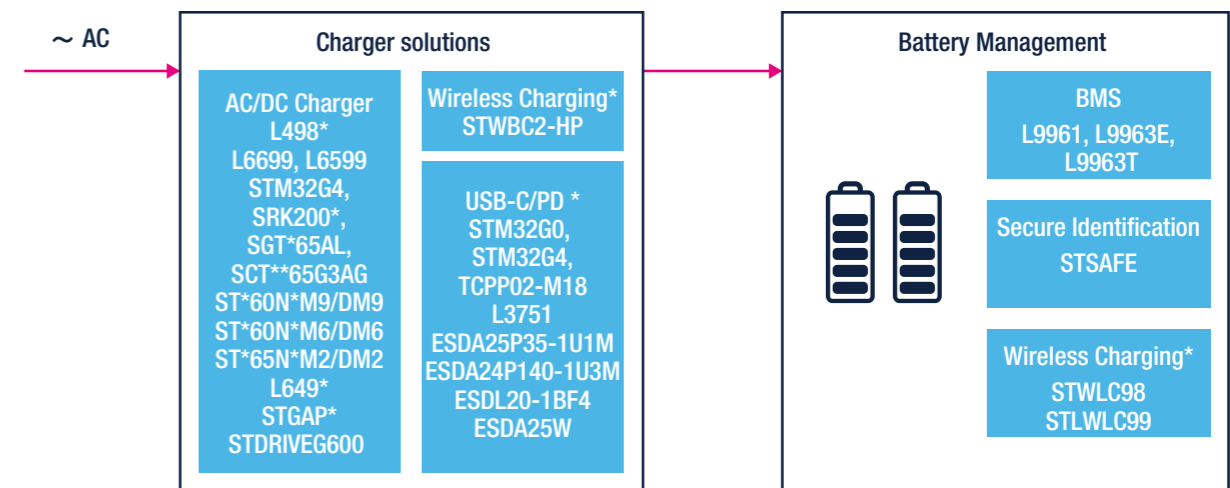 ～ AC
Charger solutions
AC/DC Charger
L498*
L6699, L6599
STM32G4,
SRK200*,
SGT*65AL,
SCT**65G3AG
ST*60N*M9/DM9
ST*60N*M6/DM6
ST*65N*M2/DM2
L649*
STGAP*
STDRIVEG600
Wireless Charging*
STWBC2-HP
USB-C/PD *
STM32G0,
STM32G4,
TCPP02-M18
L3751
ESDA25P35-1U1M
ESDA24P140-1U3M
ESDL20-1BF4
ESDA25W
Battery Management
BMS
L9961, L9963E,
L9963T
Secure Identification
STSAFE
Wireless Charging*
STWLC98
STLWLC99